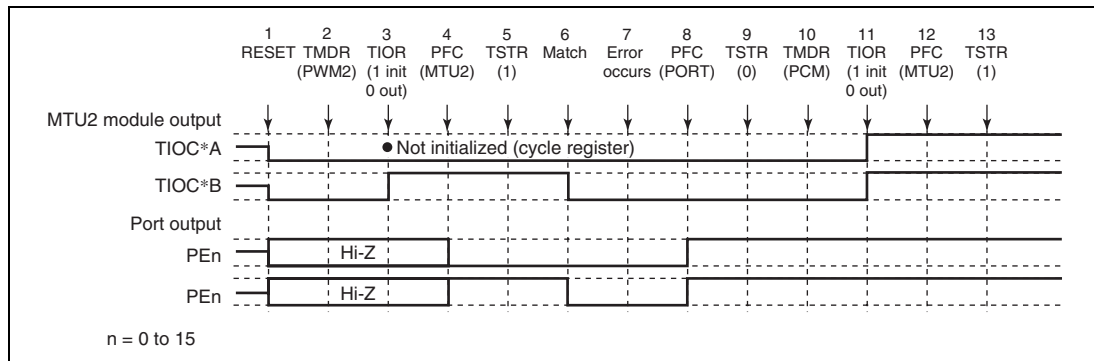 1 2 3 4 5 6 7 8 9 10 11 12 13
RESET TMDR TIOR PFC TSTR Match Error PFC TSTR TMDR TIOR PFC TSTR
(PWM2) (1 init (MTU2) (1) occurs (PORT) (0) (PCM) (1 init (MTU2) (1)
0 out) 0 out)
MTU2 module output
TIOC*A ● Not initialized (cycle register)
TIOC*B
Port output
PEn Hi-Z
PEn Hi-Z
n = 0 to 15